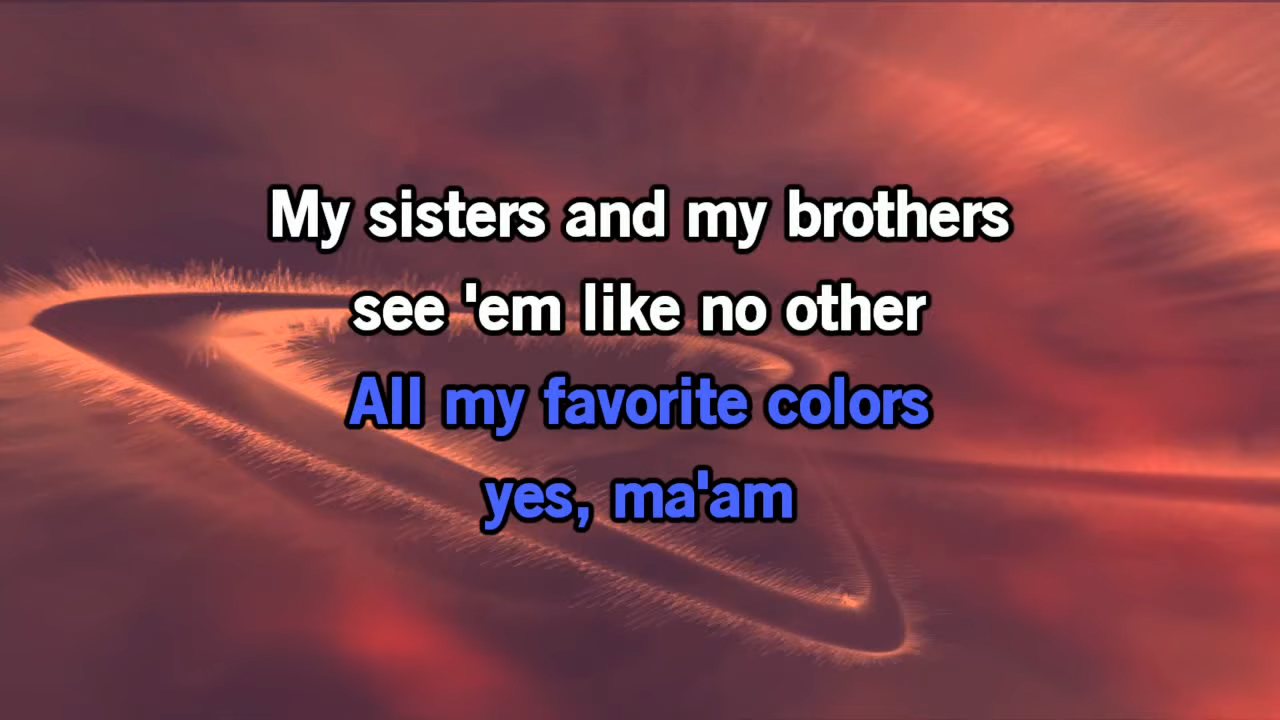 My sisters and my brothers
see 'em like no other
All my favorite colors
yes, ma'am